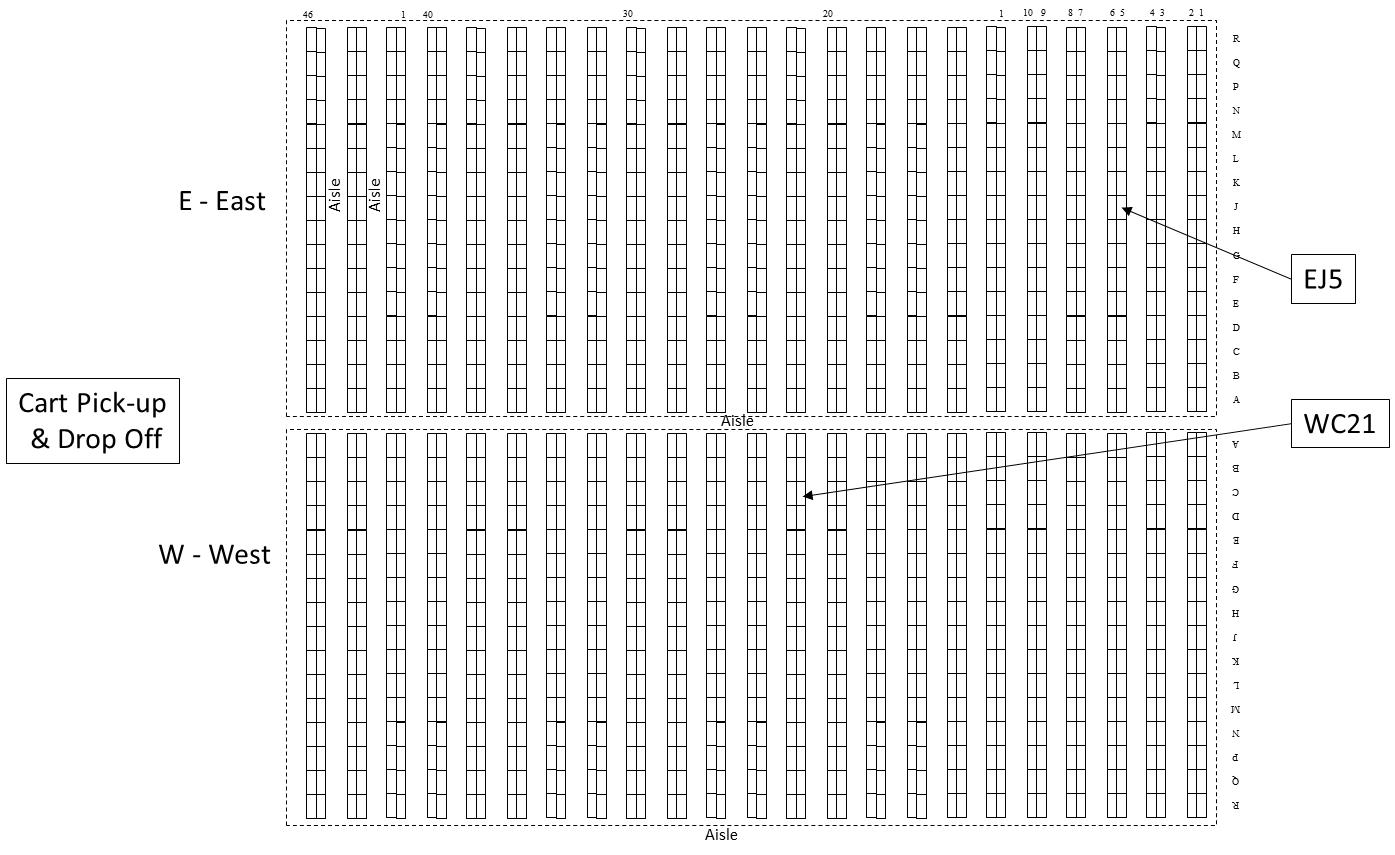 46 1 40 30 20 1 10 9 8 7 6 5 4 3 2 1
R
Q
P
N
M
L
Aisle Aisle K
E - East J
H
G
EJ5
F
E
D
C
B
Cart Pick-up
& Drop Off
A
Aisle
WC21
A
B
C
D
E
W - West
F
G
H
J
K
L
M
N
P
Q
R
Aisle